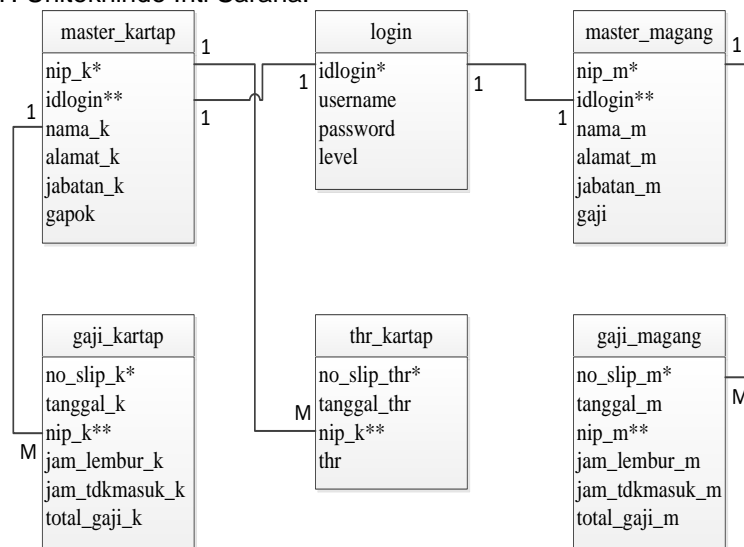 master_kartap
nip_k*
idlogin**
nama_k
alamat_k
jabatan_k
gapok
login
idlogin*
username
password
level
master_magang
nip_m*
idlogin**
nama_m
alamat_m
jabatan_m
gaji
1
1
1
1
1
1
1
gaji_kartap
no_slip_k*
tanggal_k
nip_k**
jam_lembur_k
jam_tdkmasuk_k
total_gaji_k
thr_kartap
no_slip_thr*
tanggal_thr
nip_k**
thr
gaji_magang
no_slip_m*
tanggal_m
nip_m**
jam_lembur_m
jam_tdkmasuk_m
total_gaji_m
M
M
M